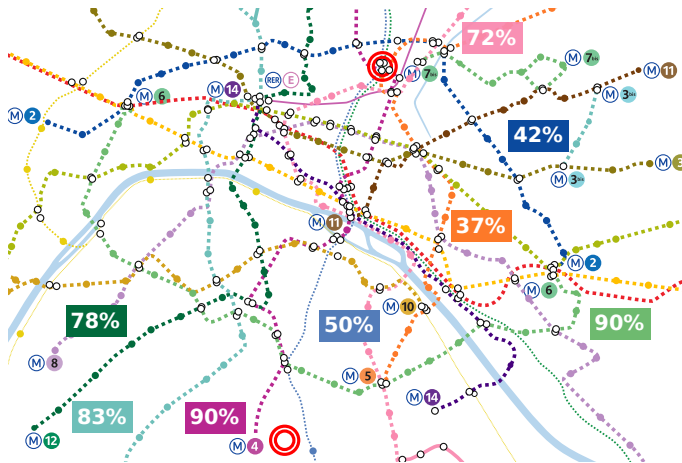 72%
M 7bis
M 11
RER E
M 7bis
M 3bis
M 14
M 6
M 2
42%
M 3
M 3bis
M 11
37%
M 2
M 6
M 10
78%
50%
90%
M 8
M 5
M 14
83%
90%
M 12
M 4